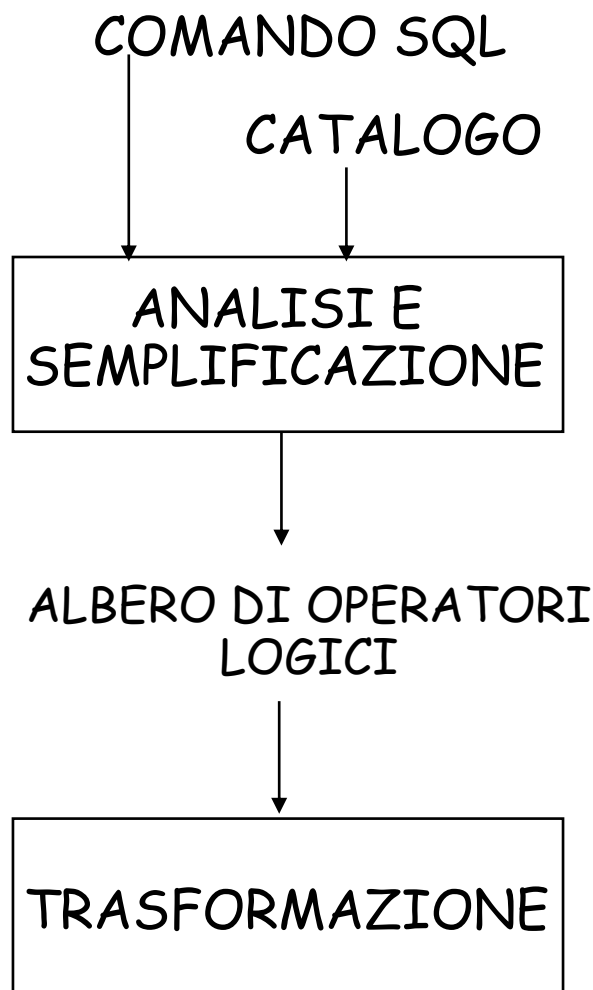 COMANDO SQL
CATALOGO
ANALISI E
SEMPLIFICAZIONE
ALBERO DI OPERATORI
LOGICI
TRASFORMAZIONE